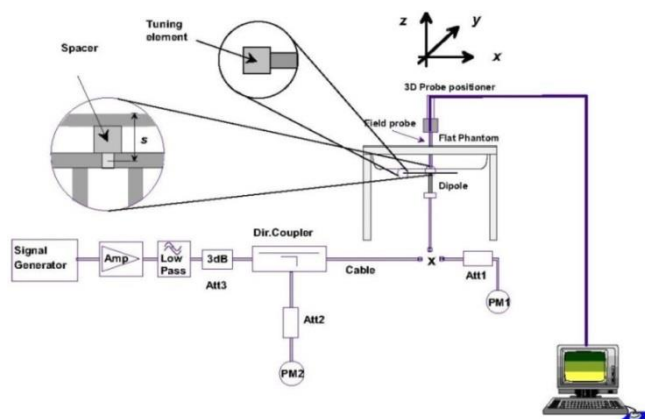 Tuning
element
Spacer
s
z
y
x
3D Probe positioner
Field probe
Flat Phantom
Dipole
Dir.Coupler
Signal
Generator
Amp
Low
Pass
3dB
Att3
Cable
x
Att1
PM1
Att2
PM2